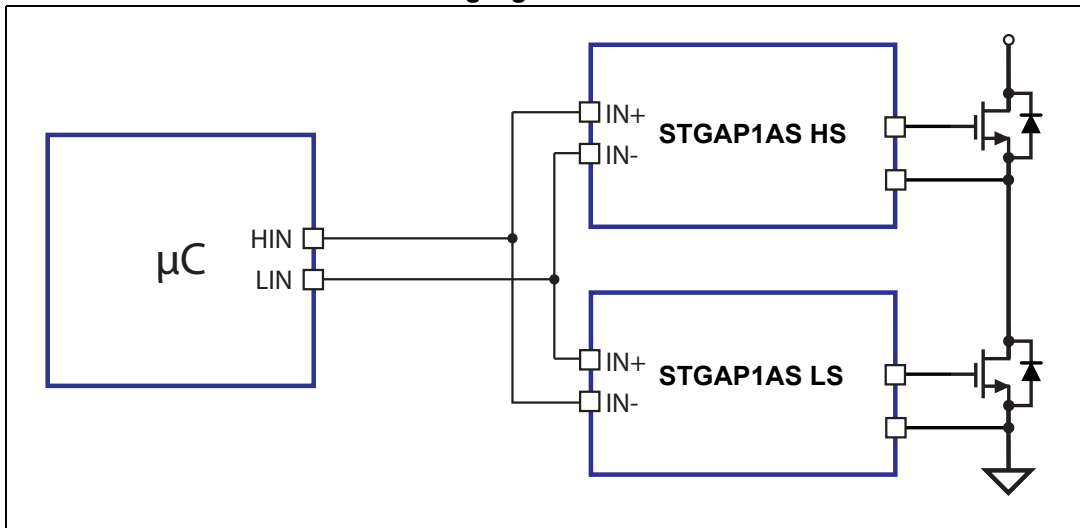 IN+
STGAP1AS HS
IN-
HIN
µC
LIN
IN+
STGAP1AS LS
IN-